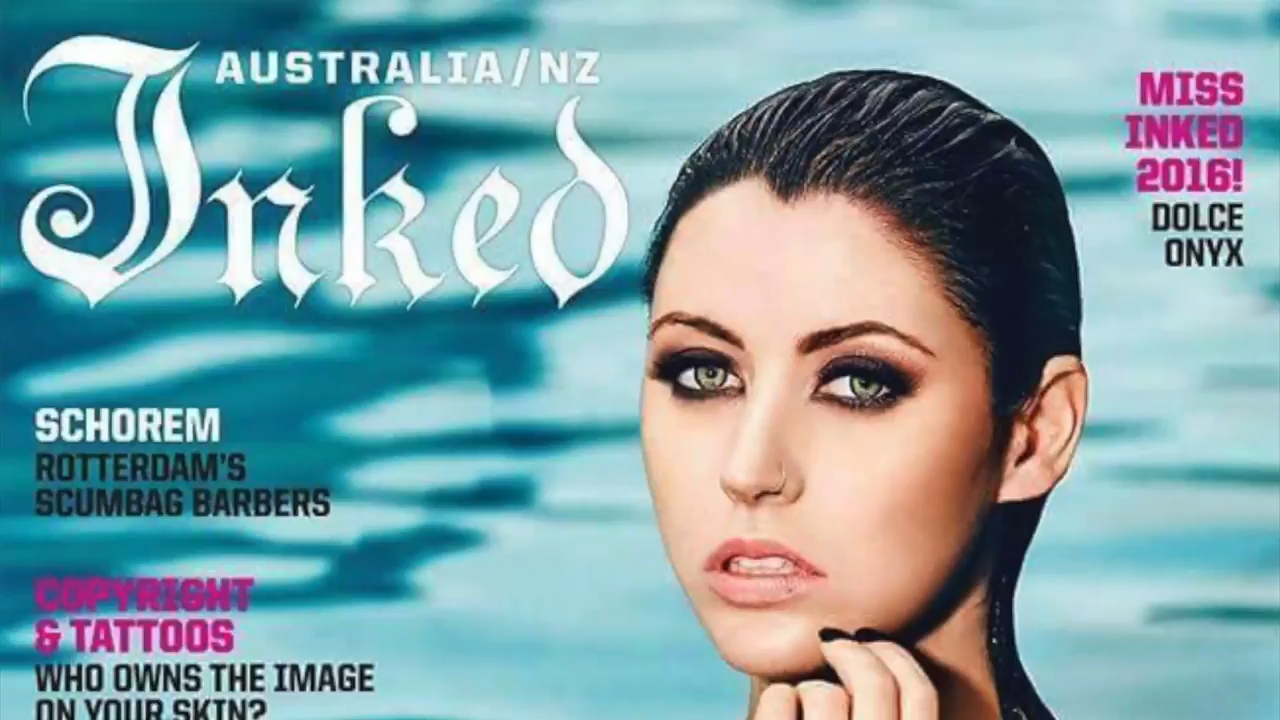 AUSTRALIA/NZ
Inked
MISS
INKED
2016!
DOLCE
ONYX
SCHOREM
ROTTERDAM'S
SCUMBAG BARBERS
COPYRIGHT
& TATTOOS
WHO OWNS THE IMAGE
ON YOUR SKIN?